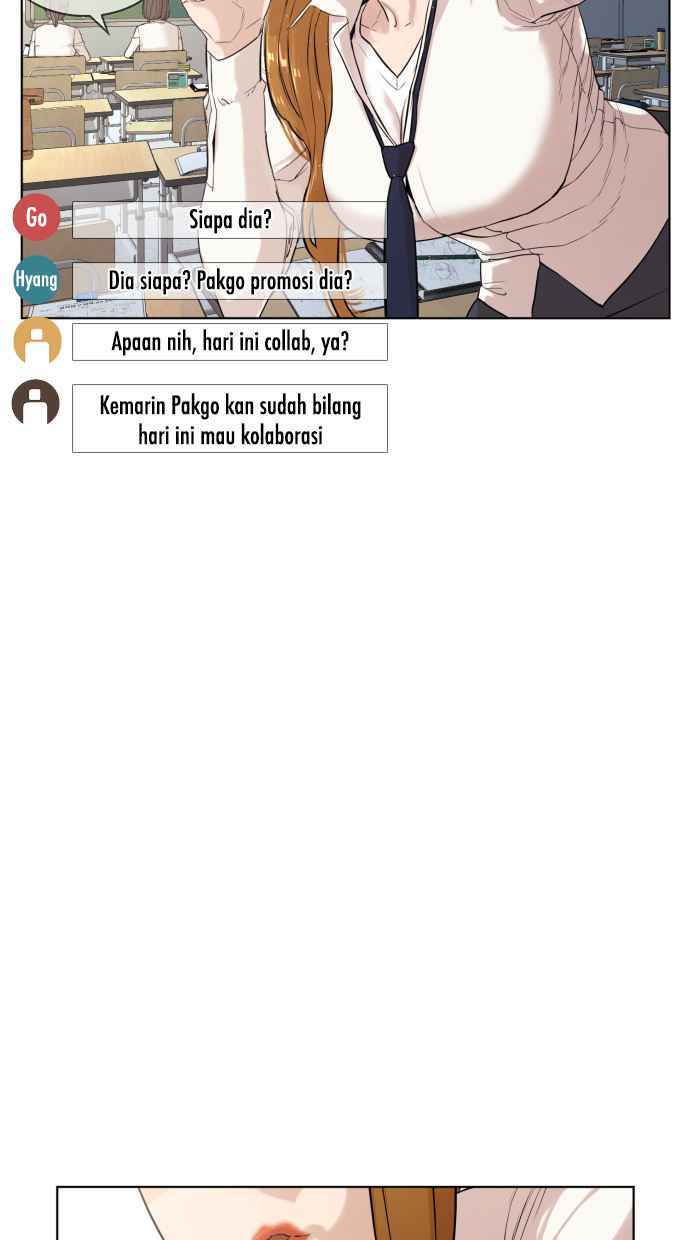 Go
Siapa dia?
Hyang
Dia siapa? Pakgo promosi dia?
Apaan nih, hari ini collab, ya?
Kemarin Pakgo kan sudah bilang
hari ini mau kolaborasi